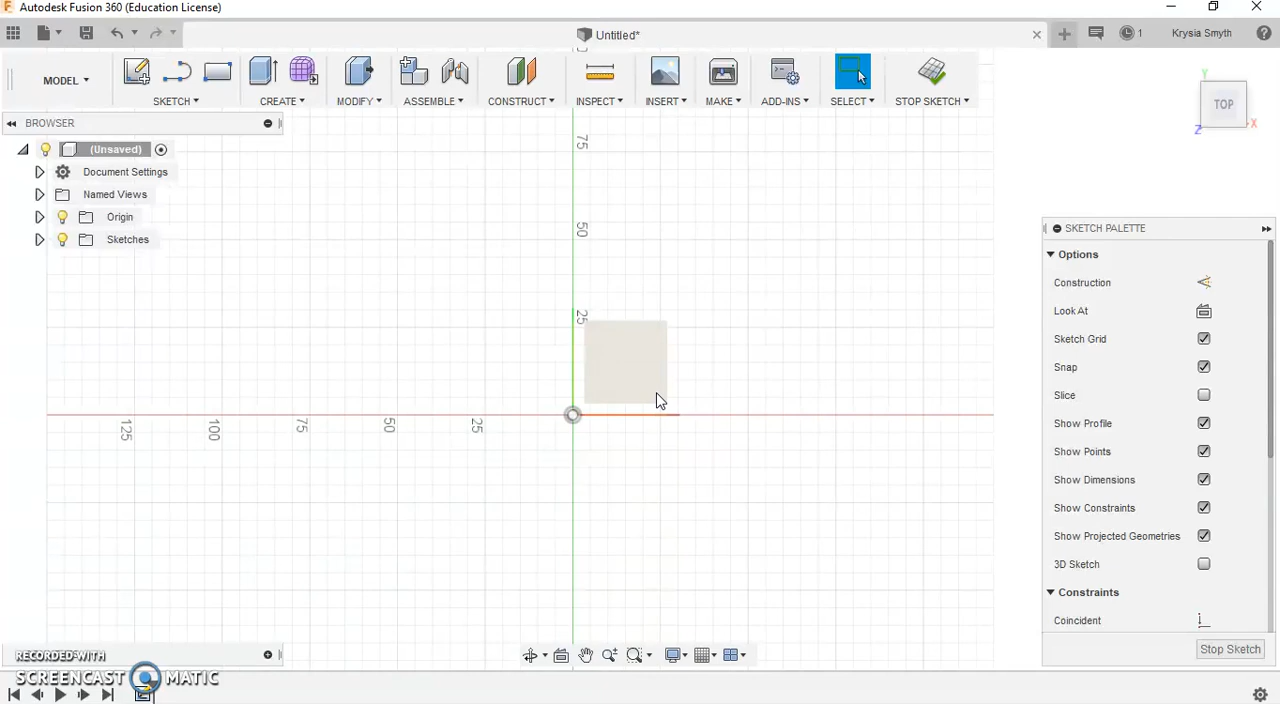 Autodesk Fusion 360 (Education License)
Untitled*
1
Krysia Smyth
MODEL
SKETCH
CREATE
MODIFY
ASSEMBLE
CONSTRUCT
INSPECT
INSERT
MAKE
ADD-INS
SELECT
STOP SKETCH
BROWSER
(Unsaved)
Document Settings
Named Views
Origin
Sketches
TOP
Y
X
Z
75
50
25
125
100
75
50
25
SKETCH PALETTE
Options
Construction
Look At
Sketch Grid
Snap
Slice
Show Profile
Show Points
Show Dimensions
Show Constraints
Show Projected Geometries
3D Sketch
Constraints
Coincident
Stop Sketch
RECORDED WITH
SCREENCAST MATIC